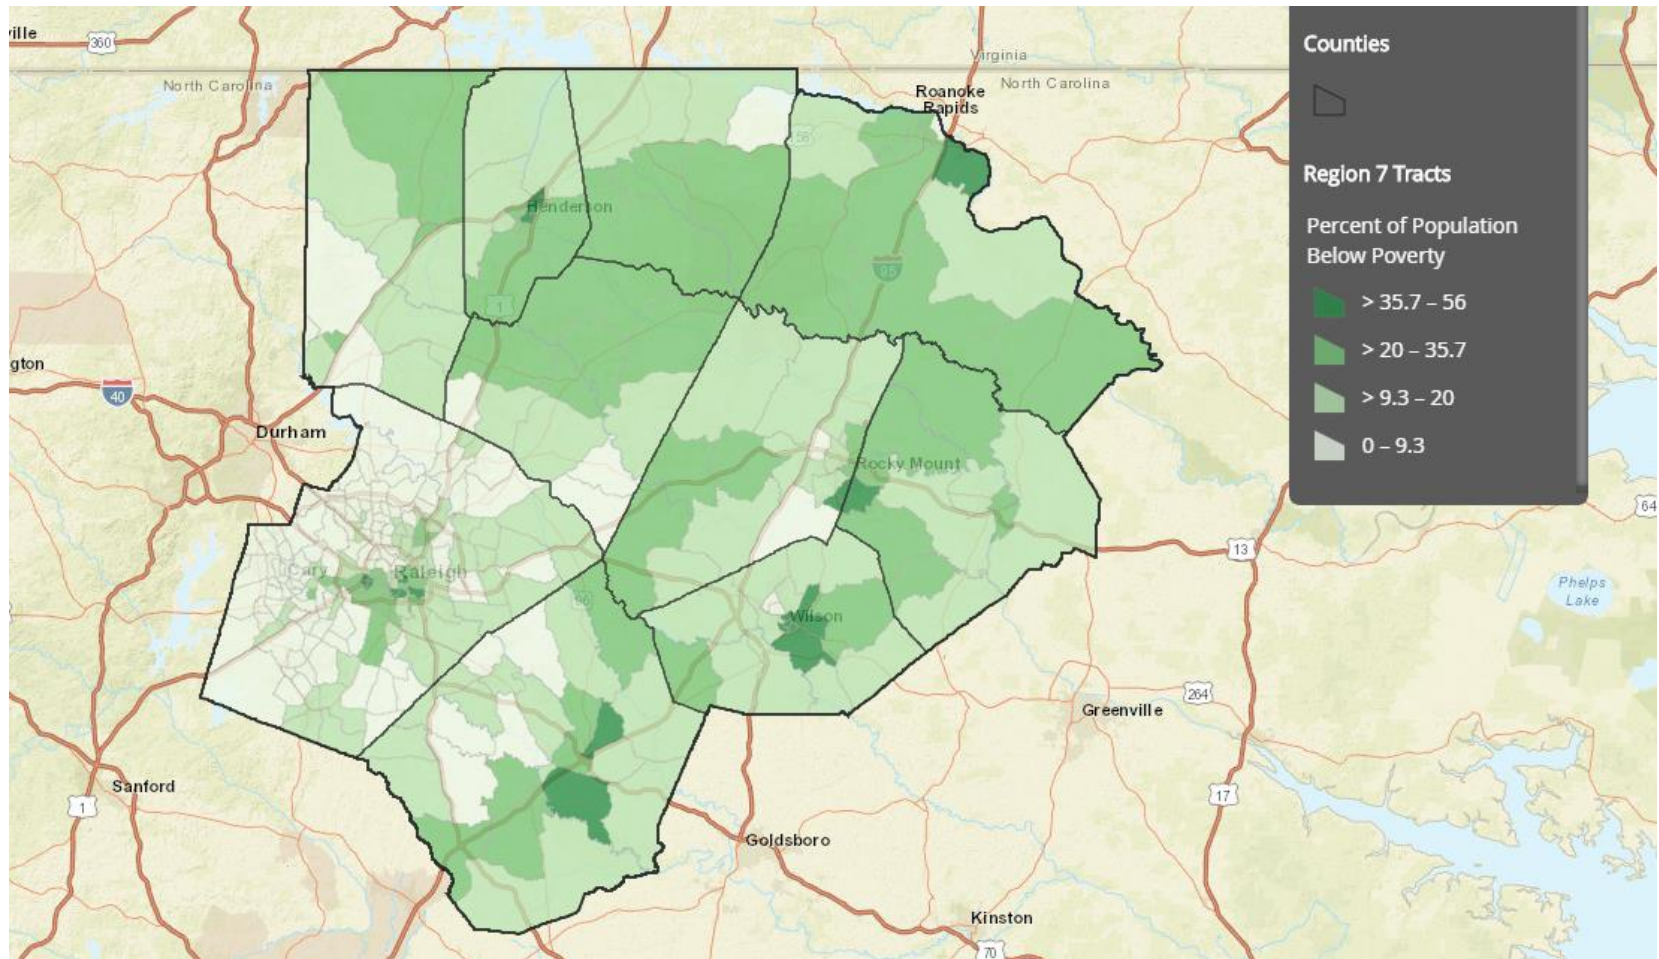 ville
360
Virginia
North Carolina
North Carolina
Roanoke
Rapids
158
Henderson
95
1
gton
40
Durham
Rocky Mount
Cary
Raleigh
Wilson
13
64
Phelps
Lake
264
Greenville
Sanford
1
17
Goldsboro
Kinston
70
Counties
Region 7 Tracts
Percent of Population
Below Poverty
> 35.7 – 56
> 20 – 35.7
> 9.3 – 20
0 – 9.3